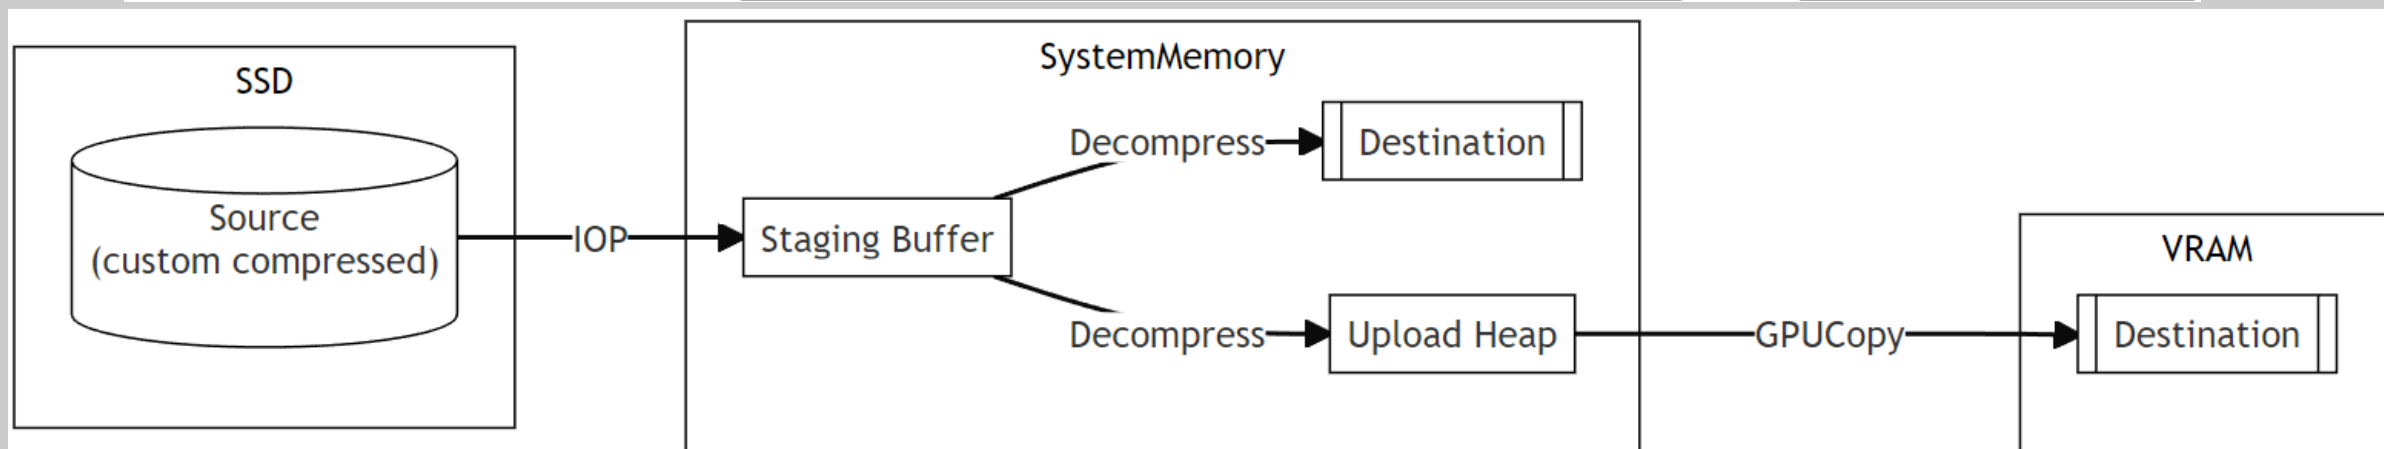 SSD
Source
(custom compressed)
IOP
SystemMemory
Staging Buffer
Decompress
Destination
Decompress
Upload Heap
GPUCopy
VRAM
Destination